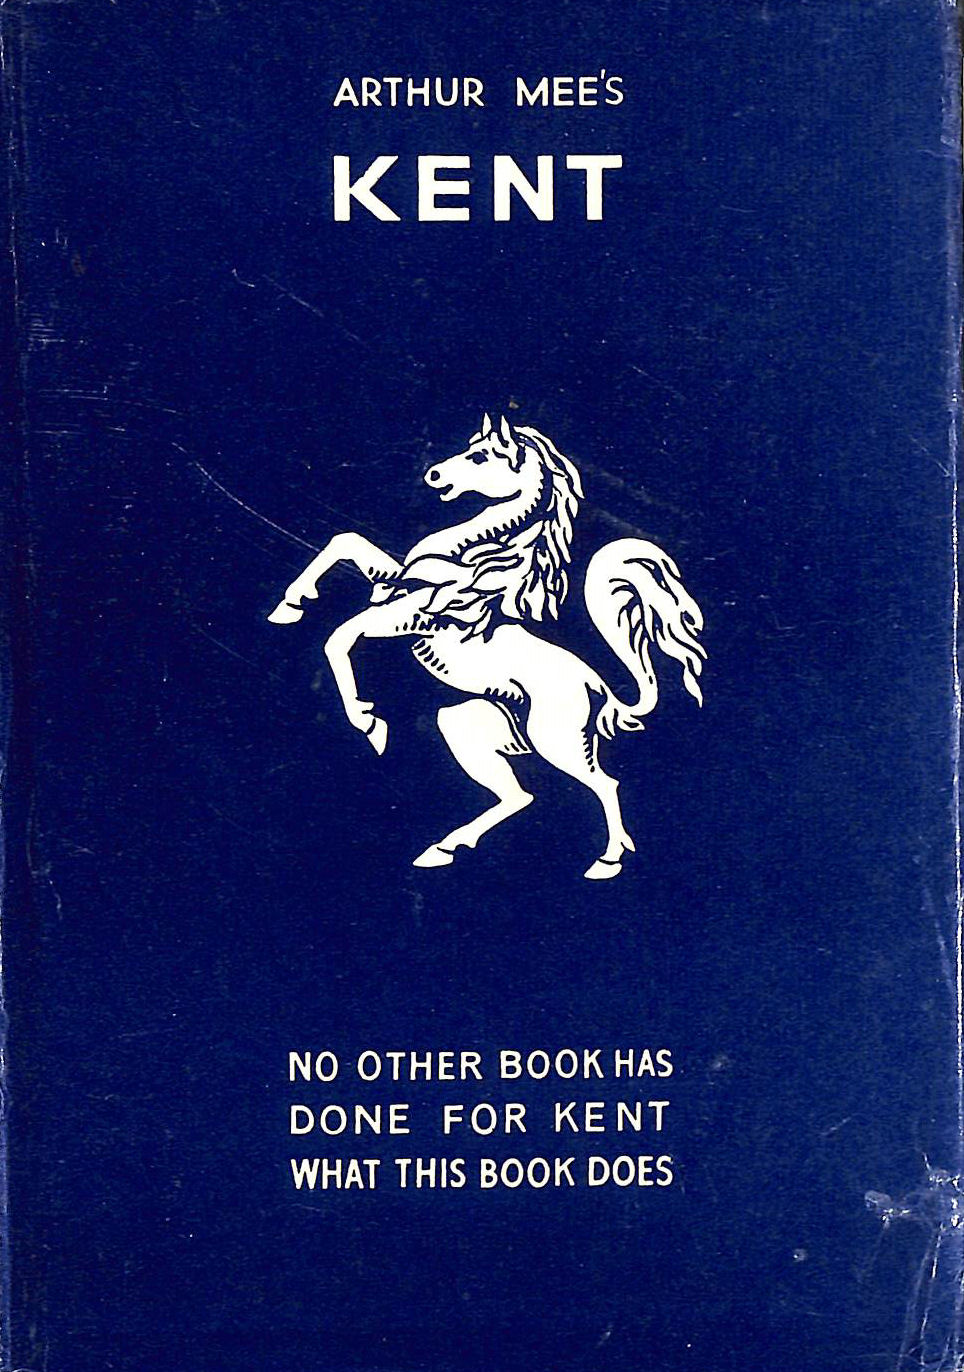 ARTHUR MEE'S
KENT
NO OTHER BOOK HAS
DONE FOR KENT
WHAT THIS BOOK DOES